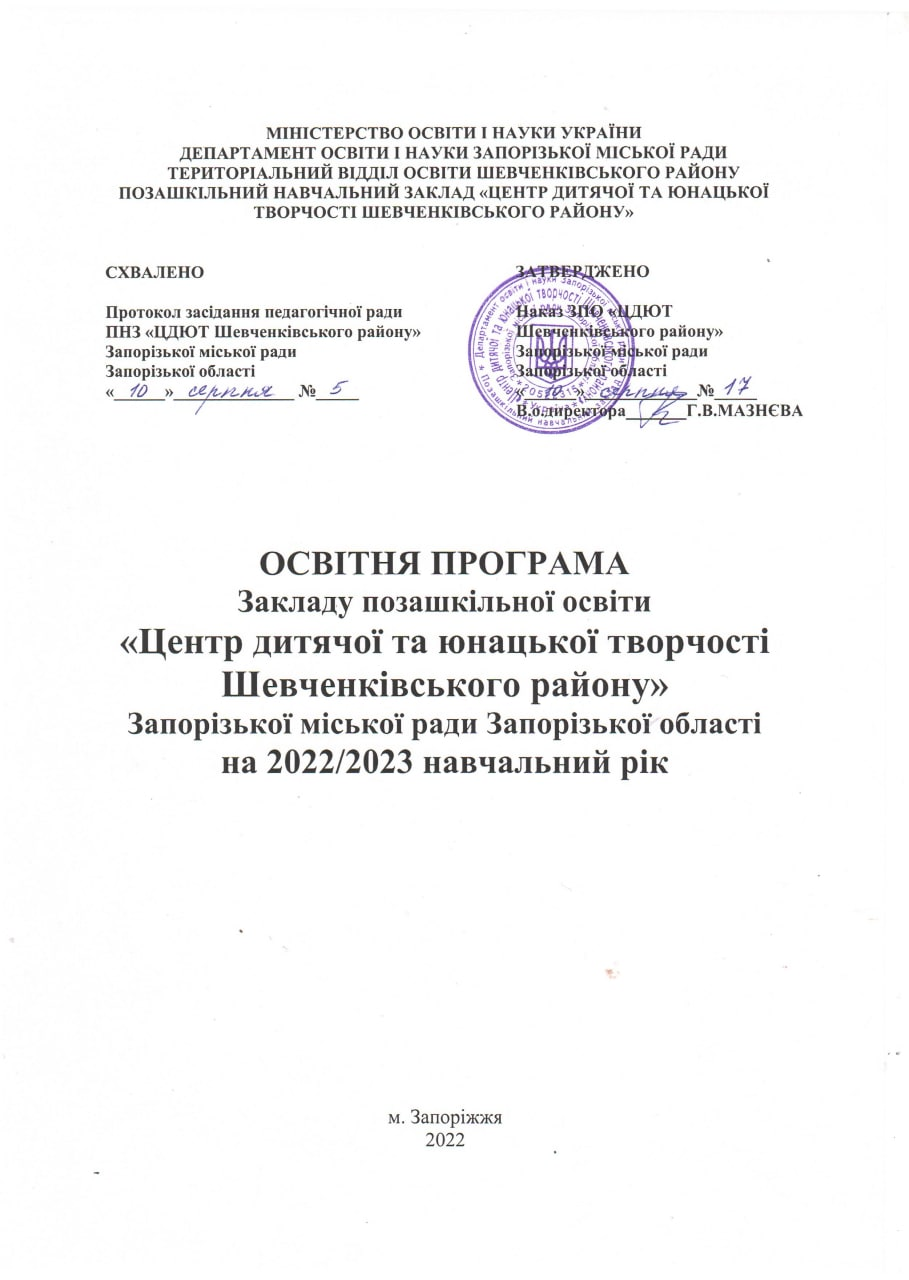 МІНІСТЕРСТВО ОСВІТИ І НАУКИ УКРАЇНИ
ДЕПАРТАМЕНТ ОСВІТИ І НАУКИ ЗАПОРІЗЬКОЇ МІСЬКОЇ РАДИ
ТЕРИТОРІАЛЬНИЙ ВІДДІЛ ОСВІТИ ШЕВЧЕНКІВСЬКОГО РАЙОНУ
ПОЗАШКІЛЬНИЙ НАВЧАЛЬНИЙ ЗАКЛАД «ЦЕНТР ДИТЯЧОЇ ТА ЮНАЦЬКОЇ
ТВОРЧОСТІ ШЕВЧЕНКІВСЬКОГО РАЙОНУ»
СХВАЛЕНО
Протокол засідання педагогічної ради
ПНЗ «ЦДЮТ Шевченківського району»
Запорізької міської ради
Запорізької області
«10» серпня № 5
ЗАТВЕРДЖЕНО
Наказ ЗПО «ЦДЮТ
Шевченківського району»
Запорізької міської ради
Запорізької області
«10» серпня № 17
В.о.директора Г.В.МАЗНЄВА
ОСВІТНЯ ПРОГРАМА
Закладу позашкільної освіти
«Центр дитячої та юнацької творчості
Шевченківського району»
Запорізької міської ради Запорізької області
на 2022/2023 навчальний рік
м. Запоріжжя
2022